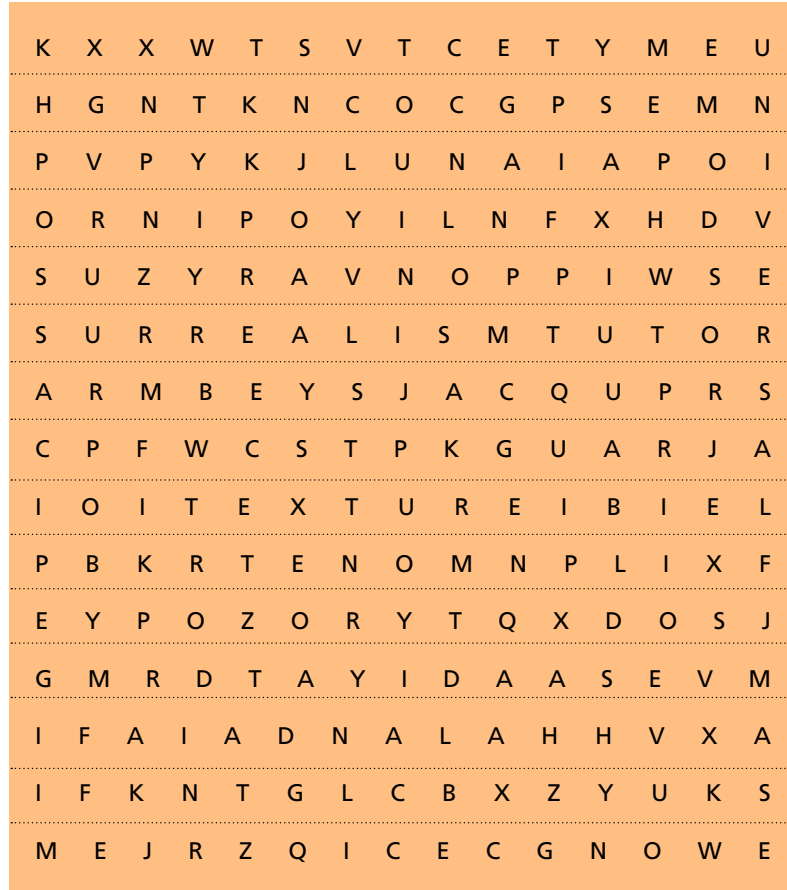 K X X W T S V T C E T Y M E U
H G N T K N C O C G P S E M N
P V P Y K J L U N A I A P O I
O R N I P O Y I L N F X H D V
S U Z Y R A V N O P P I W S E
S U R R E A L I S M T U T O R
A R M B E Y S J A C Q U P R S
C P F W C S T P K G U A R J A
I O I T E X T U R E I B I E L
P B K R T E N O M N P L I X F
E Y P O Z O R Y T Q X D O S J
G M R D T A Y I D A A S E V M
I F A I A D N A L A H H V X A
I F K N T G L C B X Z Y U K S
M E J R Z Q I C E C G N O W E